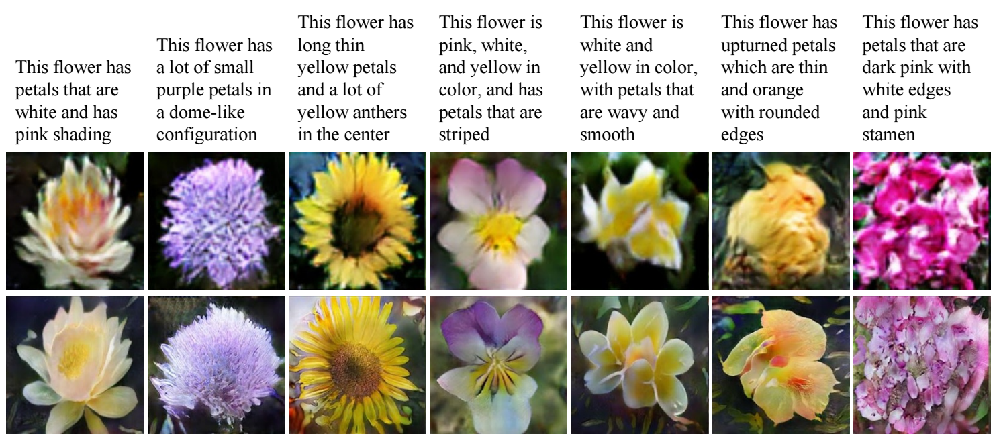 This flower has
petals that are
white and has
pink shading
This flower has
a lot of small
purple petals in
a dome-like
configuration
This flower has
long thin
yellow petals
and a lot of
yellow anthers
in the center
This flower is
pink, white,
and yellow in
color, and has
petals that are
striped
This flower is
white and
yellow in color,
with petals that
are wavy and
smooth
This flower has
upturned petals
which are thin
and orange
with rounded
edges
This flower has
petals that are
dark pink with
white edges
and pink
stamen